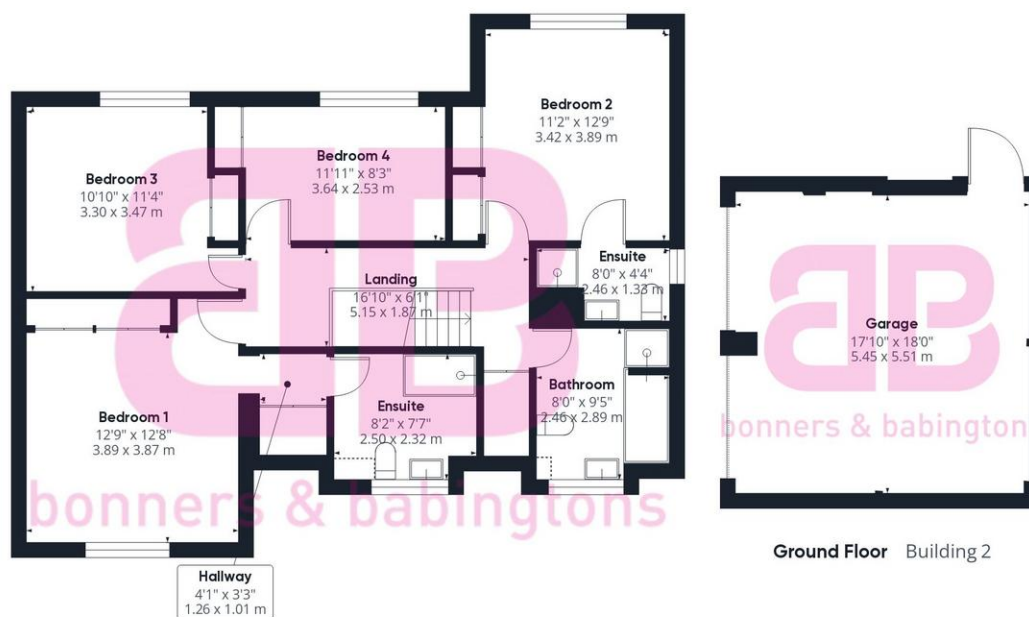 Bedroom 2
11'2" x 12'9"
3.42 x 3.89 m
Bedroom 4
11'11" x 8'3"
3.64 x 2.53 m
Bedroom 3
10'10" x 11'4"
3.30 x 3.47 m
Landing
16'10" x 6'1"
5.15 x 1.87 m
Ensuite
8'0" x 4'4"
2.46 x 1.33 m
Bedroom 1
12'9" x 12'8"
3.89 x 3.87 m
Ensuite
8'2" x 7'7"
2.50 x 2.32 m
Bathroom
8'0" x 9'5"
2.46 x 2.89 m
Hallway
4'1" x 3'3"
1.26 x 1.01 m
bonners & babingtons
Garage
17'10" x 18'0"
5.45 x 5.51 m
bonners & babingtons
Ground Floor Building 2